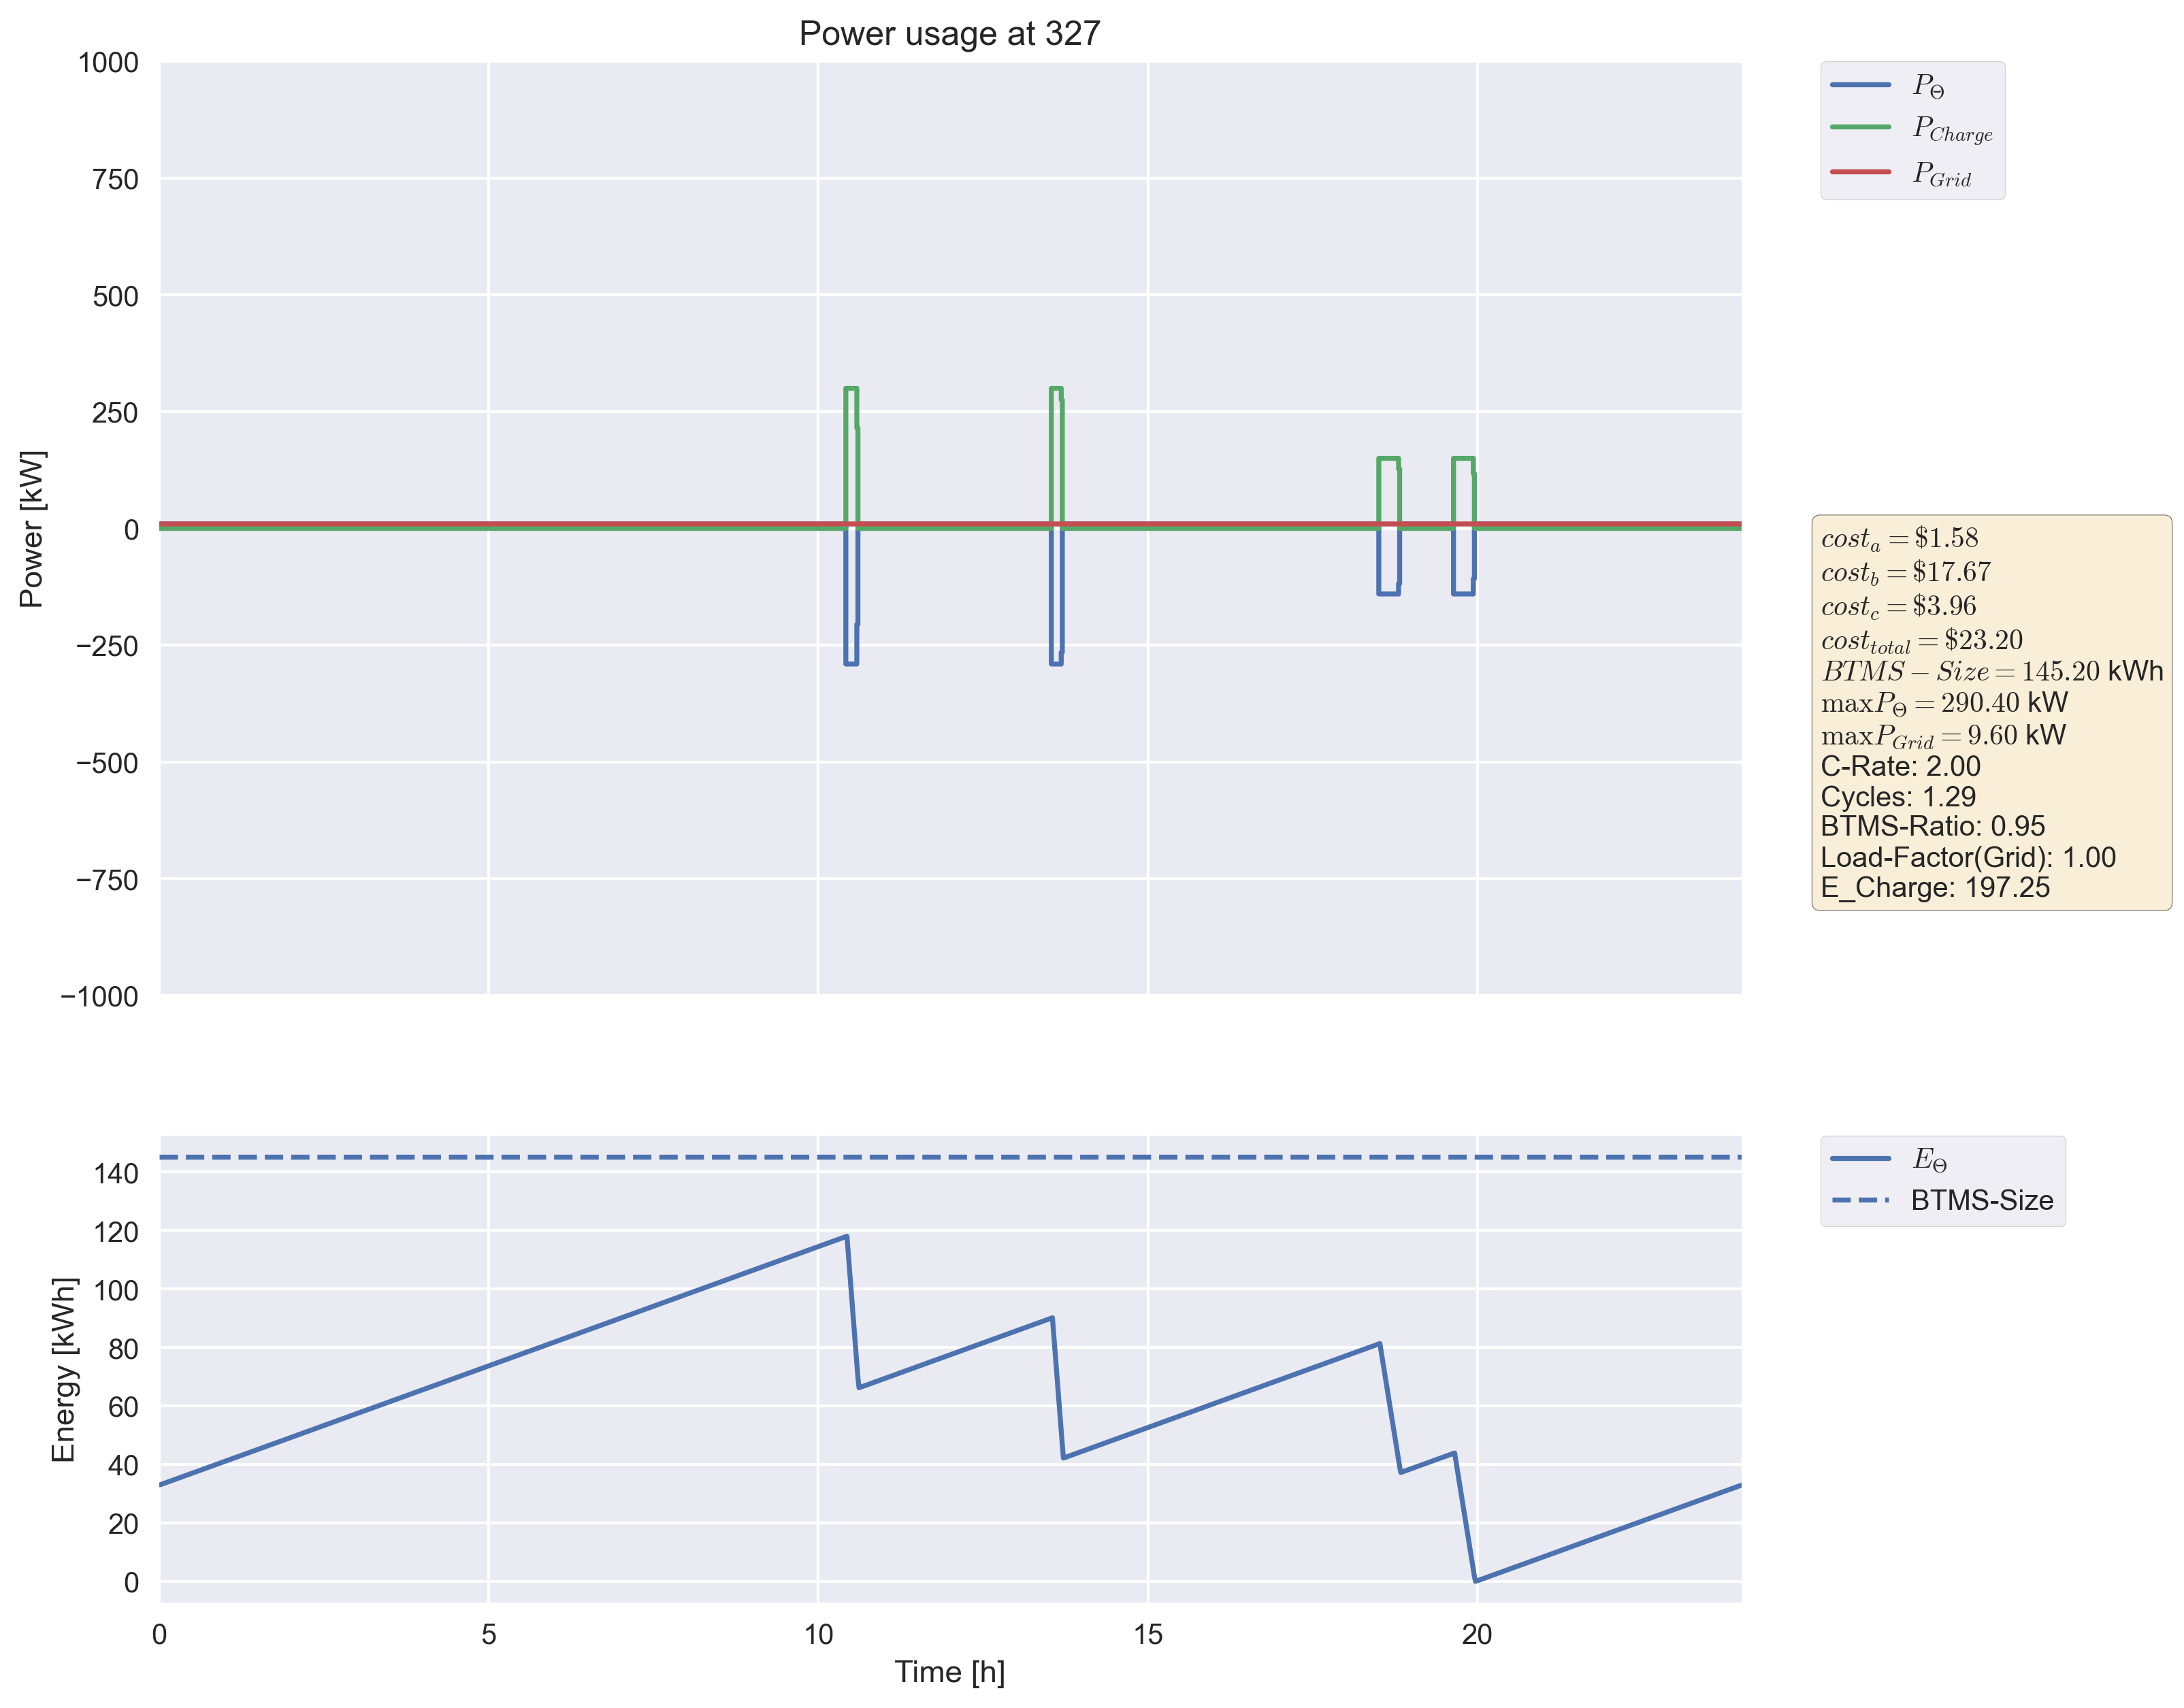 Power usage at 327
1000
750
500
250
0
−250
−500
−750
−1000
Power [kW]
P_Θ
P_Charge
P_Grid
cost_a = $1.58
cost_b = $17.67
cost_c = $3.96
cost_total = $23.20
BTMS − Size = 145.20 kWh
maxP_Θ = 290.40 kW
maxP_Grid = 9.60 kW
C-Rate: 2.00
Cycles: 1.29
BTMS-Ratio: 0.95
Load-Factor(Grid): 1.00
E_Charge: 197.25
140
120
100
80
60
40
20
0
Energy [kWh]
E_Θ
BTMS-Size
0 5 10 15 20
Time [h]